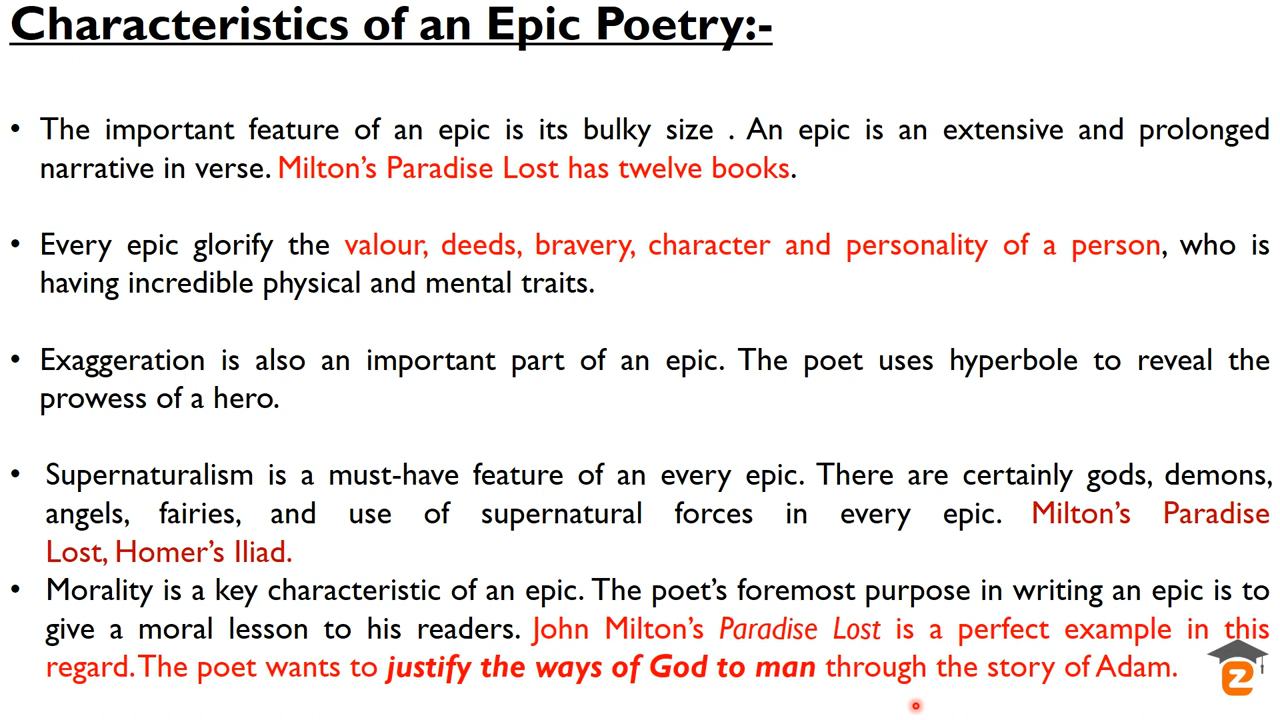 Characteristics of an Epic Poetry:-
• The important feature of an epic is its bulky size . An epic is an extensive and prolonged
narrative in verse. Milton’s Paradise Lost has twelve books.
• Every epic glorify the valour, deeds, bravery, character and personality of a person, who is
having incredible physical and mental traits.
• Exaggeration is also an important part of an epic. The poet uses hyperbole to reveal the
prowess of a hero.
• Supernaturalism is a must-have feature of an every epic. There are certainly gods, demons,
angels, fairies, and use of supernatural forces in every epic. Milton’s Paradise
Lost, Homer’s Iliad.
• Morality is a key characteristic of an epic. The poet’s foremost purpose in writing an epic is to
give a moral lesson to his readers. John Milton’s Paradise Lost is a perfect example in this
regard. The poet wants to justify the ways of God to man through the story of Adam.
z